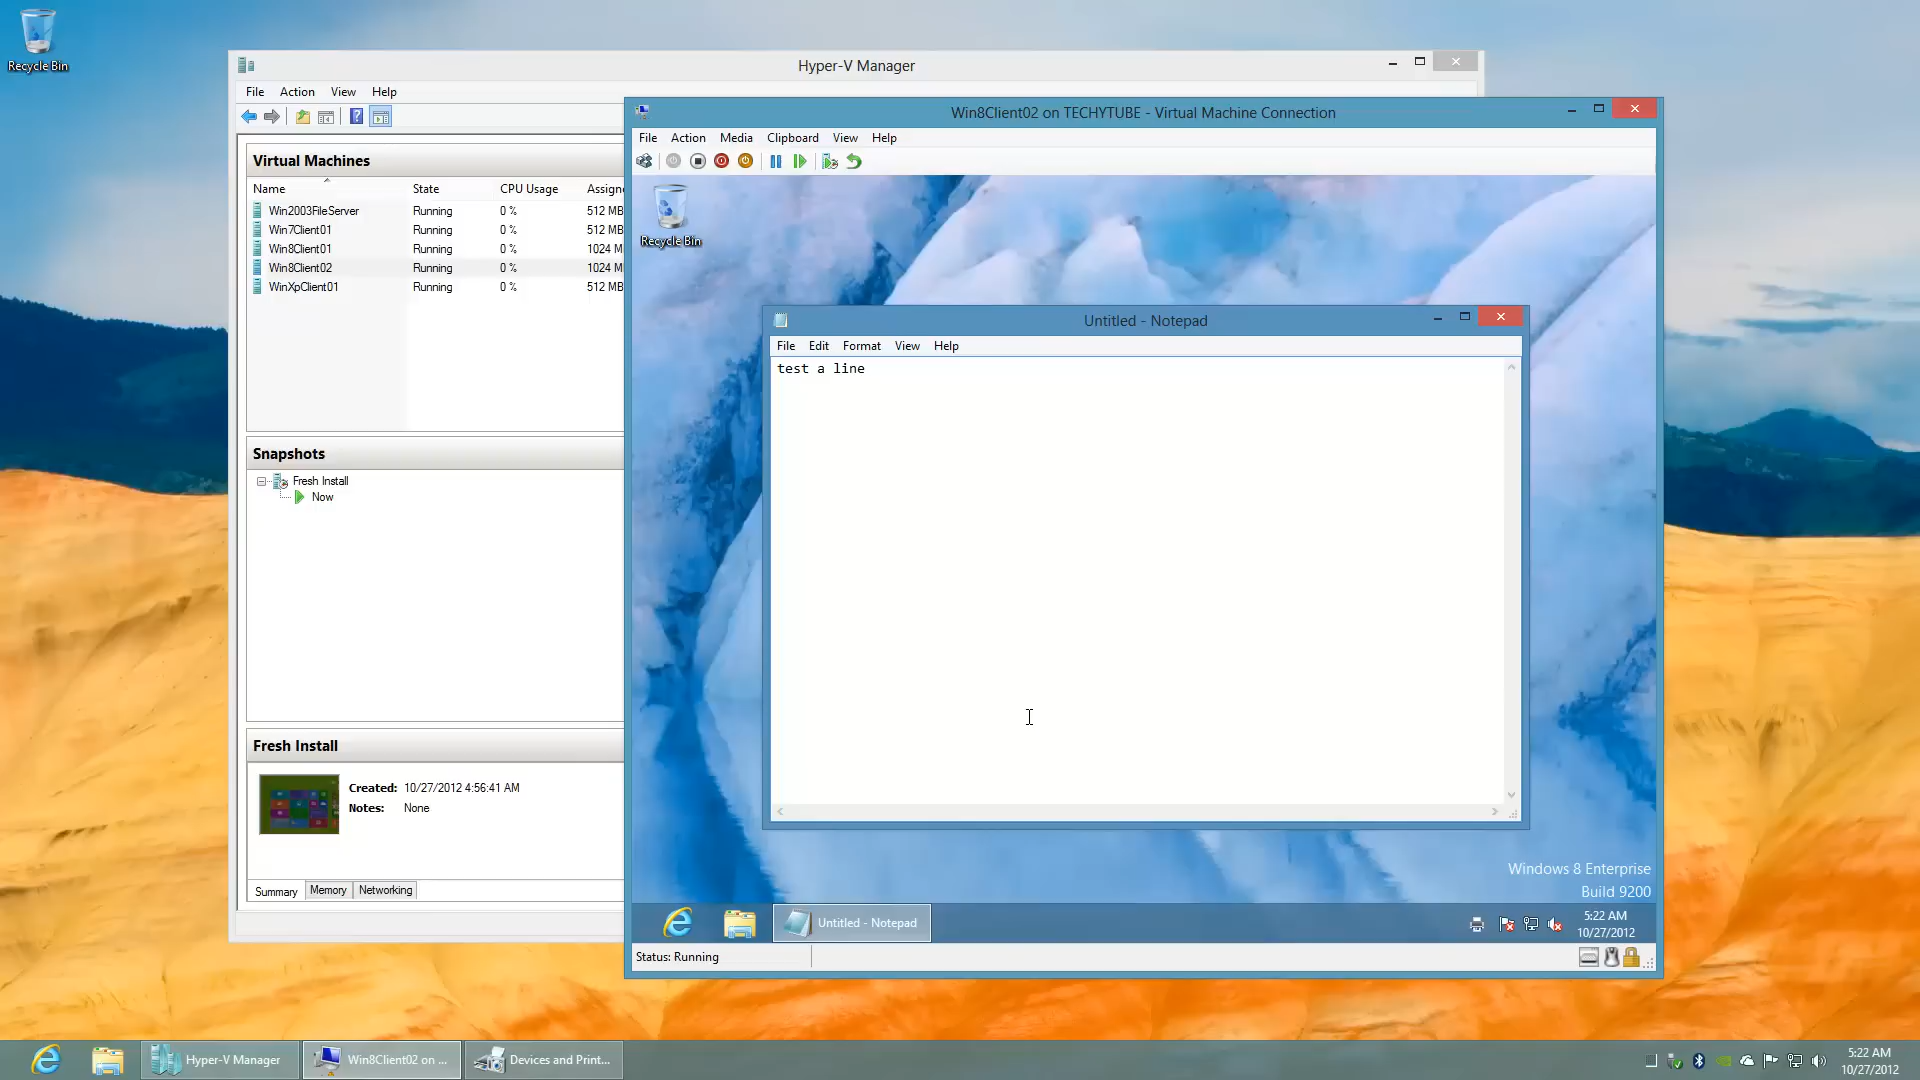 Recycle Bin
Hyper-V Manager
File Action View Help
Virtual Machines
Name State CPU Usage Assigne
Win2003FileServer Running 0 % 512 MB
Win7Client01 Running 0 % 512 MB
Win8Client01 Running 0 % 1024 M
Win8Client02 Running 0 % 1024 M
WinXpClient01 Running 0 % 512 MB
Snapshots
Fresh Install
Now
Fresh Install
Created: 10/27/2012 4:56:41 AM
Notes: None
Summary Memory Networking
Win8Client02 on TECHYTUBE - Virtual Machine Connection
File Action Media Clipboard View Help
Recycle Bin
Untitled - Notepad
File Edit Format View Help
test a line
Windows 8 Enterprise
Build 9200
Untitled - Notepad
5:22 AM
10/27/2012
Status: Running
Hyper-V Manager
Win8Client02 on ...
Devices and Print...
5:22 AM
10/27/2012